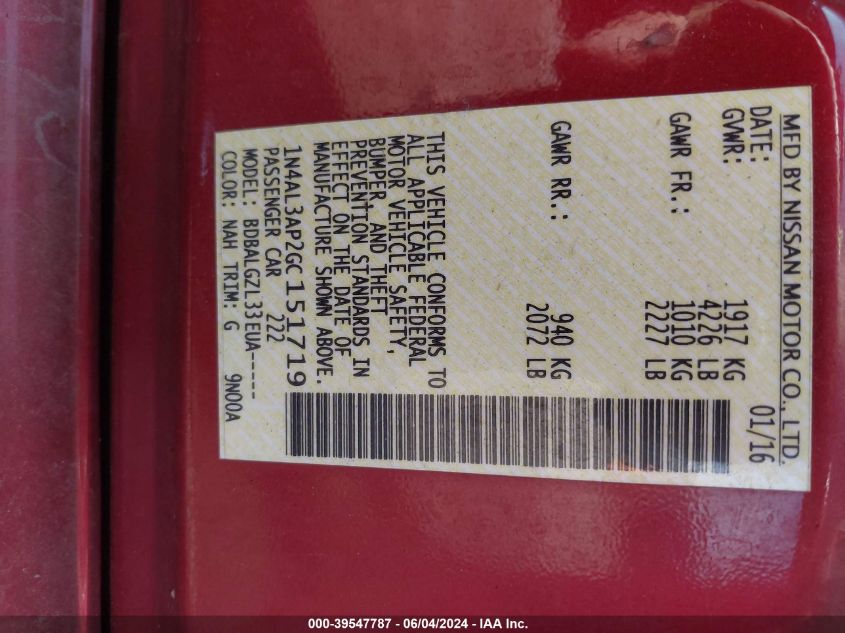 MFD BY NISSAN MOTOR CO., LTD.
DATE: 01/16
GVWR: 1917 KG
4226 LB
GAWR FR.: 1010 KG
2227 LB
GAWR RR.: 940 KG
2072 LB
THIS VEHICLE CONFORMS TO
ALL APPLICABLE FEDERAL
MOTOR VEHICLE SAFETY,
BUMPER, AND THEFT
PREVENTION STANDARDS IN
EFFECT ON THE DATE OF
MANUFACTURE SHOWN ABOVE.
1N4AL3AP2GC151719
PASSENGER CAR 222
MODEL: BDBALGZL33EUA-----
COLOR: NAH TRIM: G 9N00A
000-39547787 - 06/04/2024 - IAA Inc.